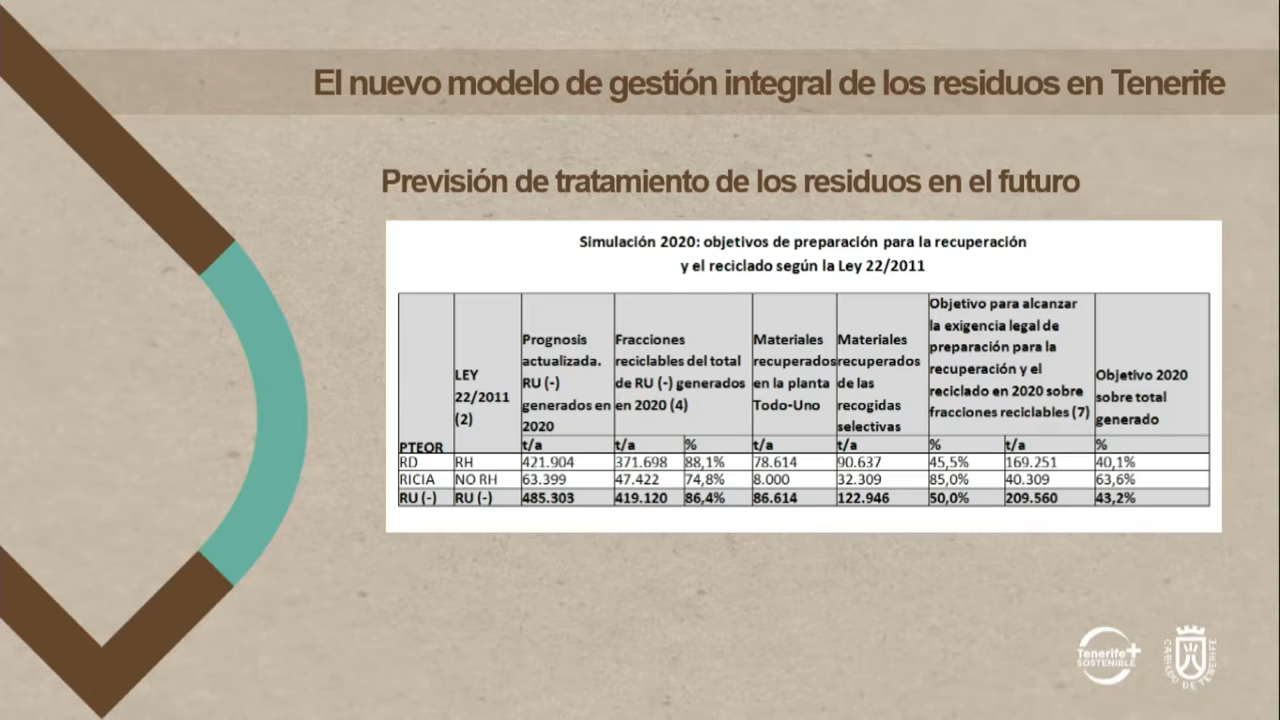 El nuevo modelo de gestión integral de los residuos en Tenerife
Previsión de tratamiento de los residuos en el futuro
Simulación 2020: objetivos de preparación para la recuperación
y el reciclado según la Ley 22/2011
PTEOR
LEY
22/2011
(2)
Prognosis
actualizada.
RU (-)
generados en
2020
Fracciones
reciclables del total
de RU (-) generados
en 2020 (4)
Materiales
recuperados
en la planta
Todo-Uno
Materiales
recuperados
de las
recogidas
selectivas
Objetivo para alcanzar
la exigencia legal de
preparación para la
recuperación y el
reciclado en 2020 sobre
fracciones reciclables (7)
Objetivo 2020
sobre total
generado
t/a t/a % t/a t/a % t/a %
RD RH 421.904 371.698 88,1% 78.614 90.637 45,5% 169.251 40,1%
RICIA NO RH 63.399 47.422 74,8% 8.000 32.309 85,0% 40.309 63,6%
RU (-) RU (-) 485.303 419.120 86,4% 86.614 122.946 50,0% 209.560 43,2%
Tenerife+
SOSTENIBLE
CABILDO DE TENERIFE